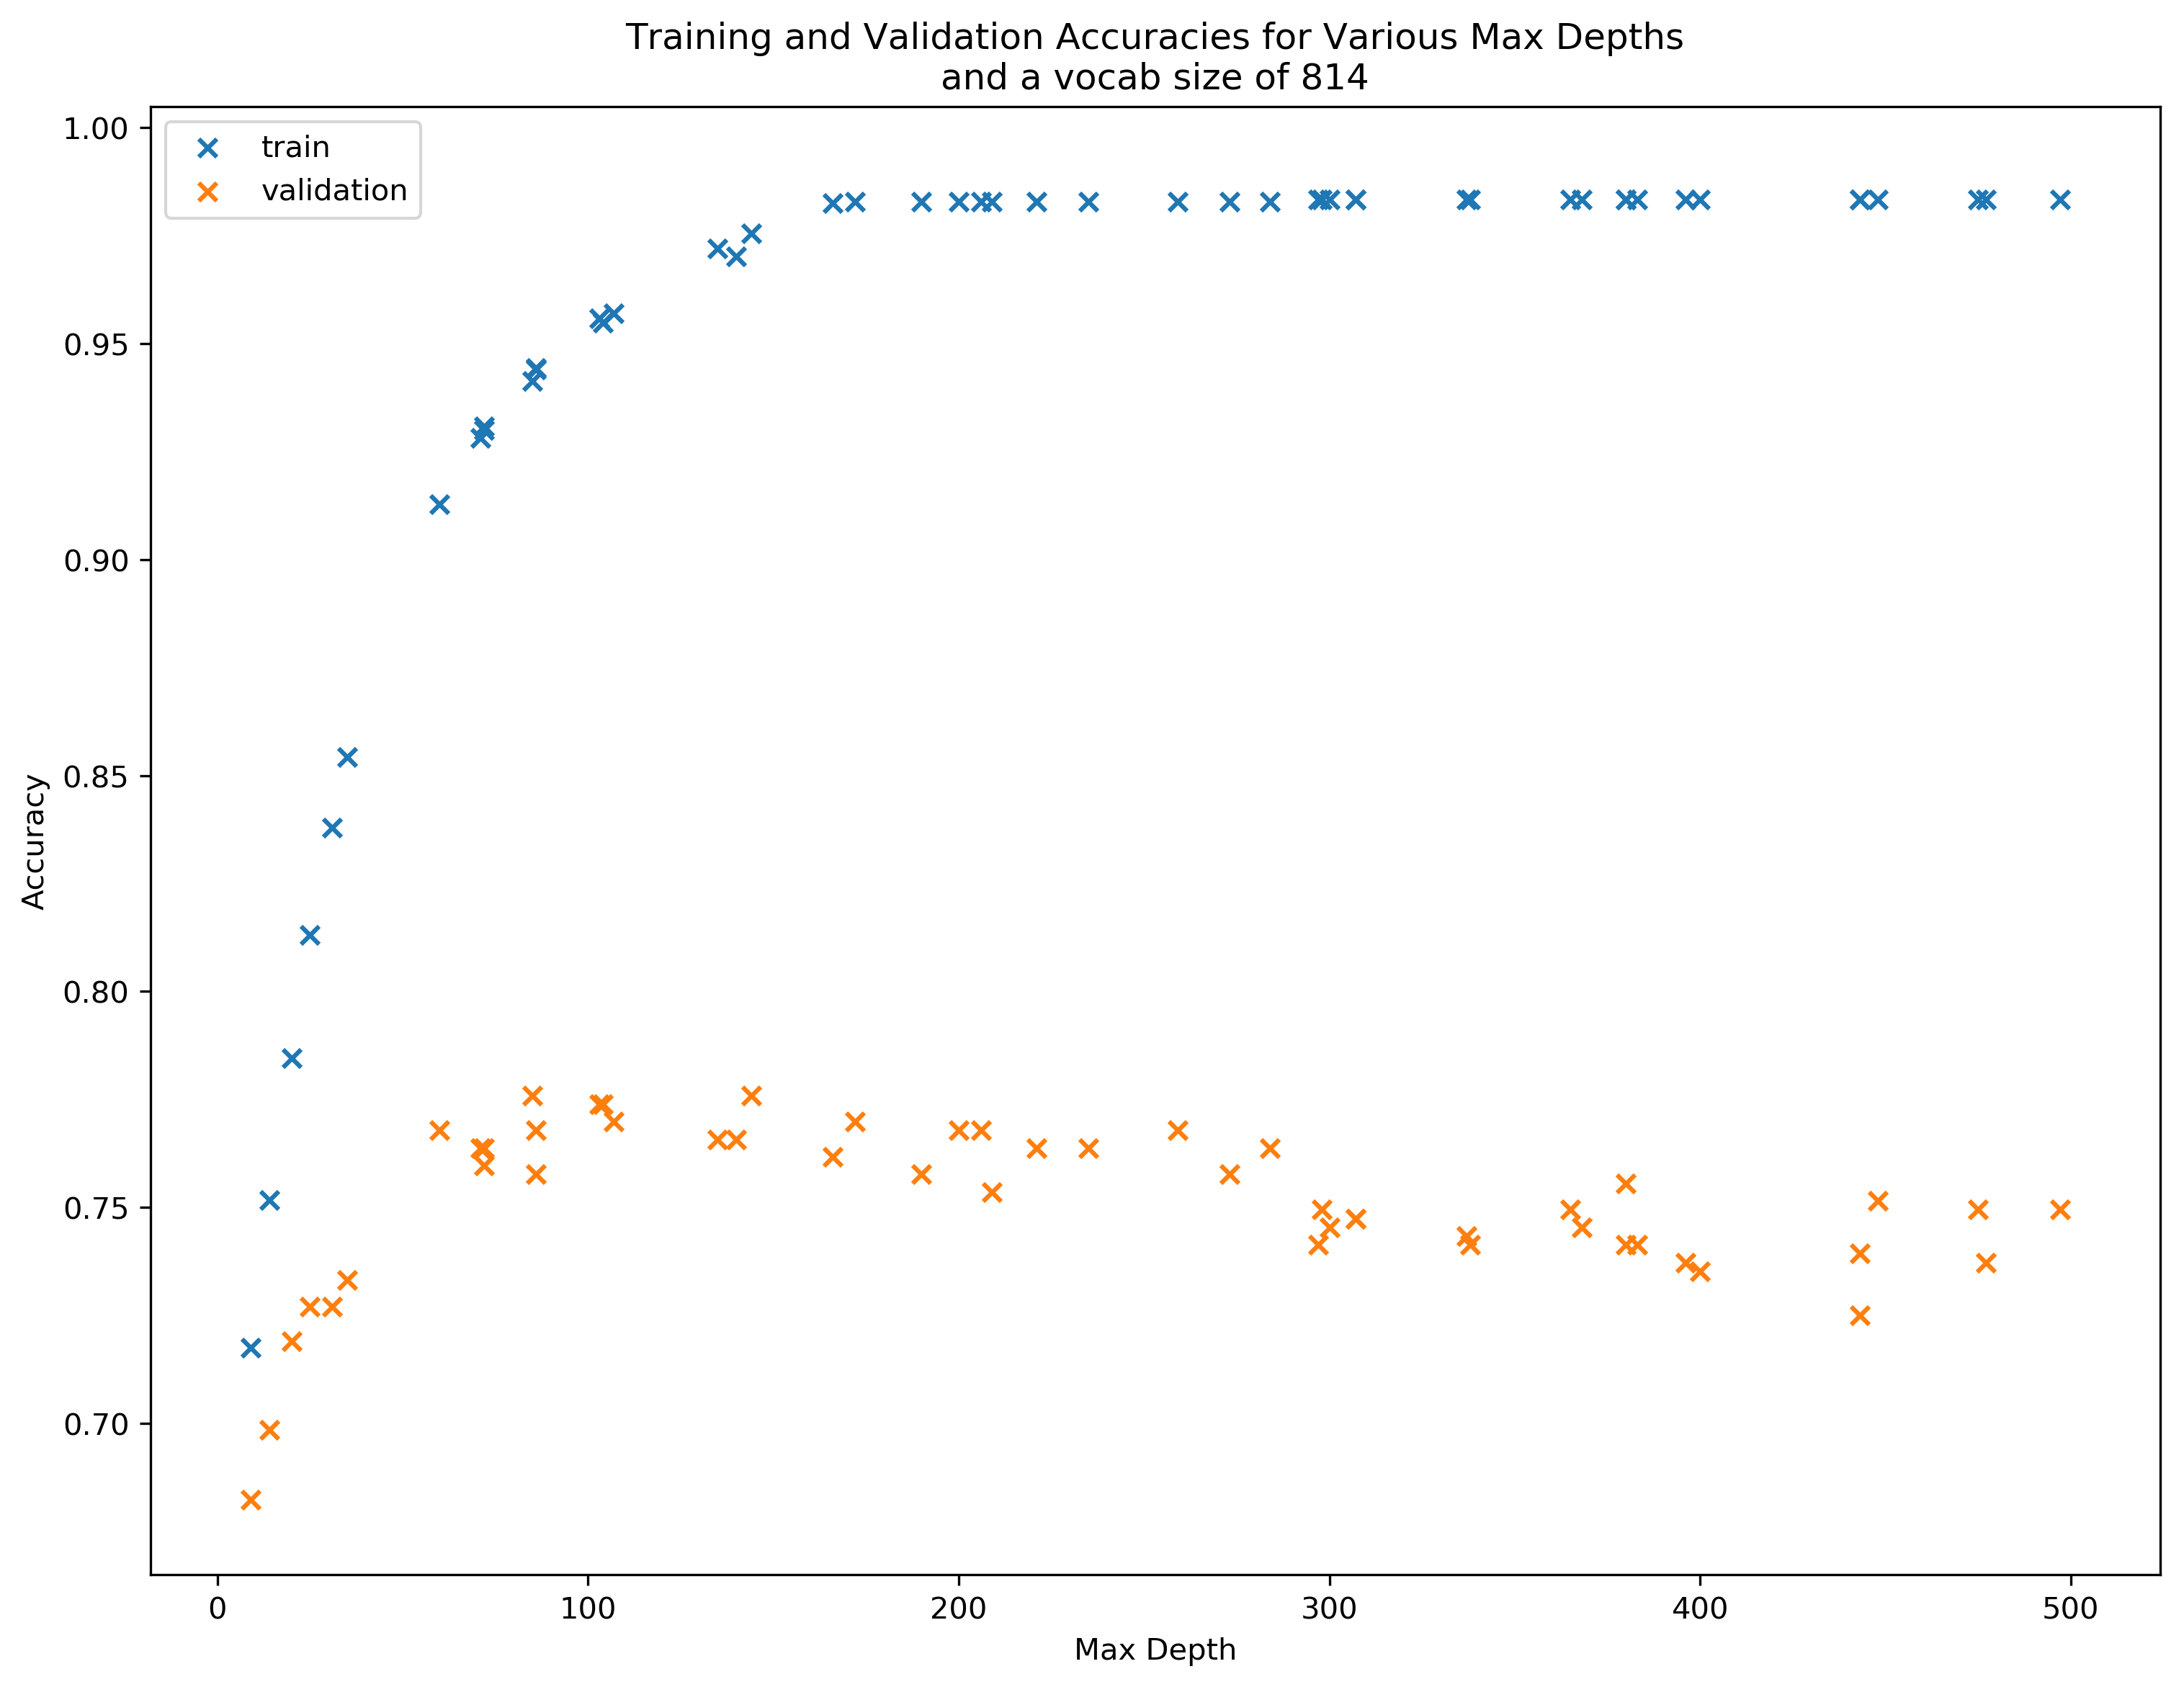 Training and Validation Accuracies for Various Max Depths
and a vocab size of 814
train
validation
1.00
0.95
0.90
0.85
0.80
0.75
0.70
Accuracy
0 100 200 300 400 500
Max Depth